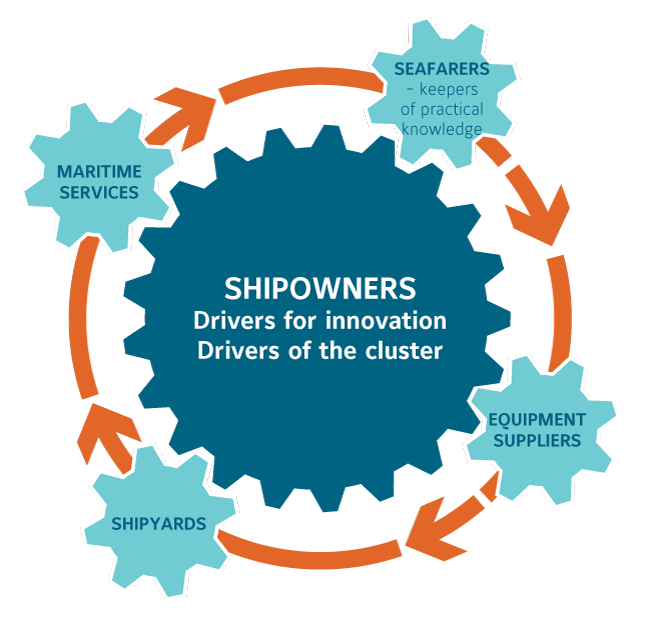 SEAFARERS
- keepers
of practical
knowledge
MARITIME
SERVICES
SHIPOWNERS
Drivers for innovation
Drivers of the cluster
EQUIPMENT
SUPPLIERS
SHIPYARDS